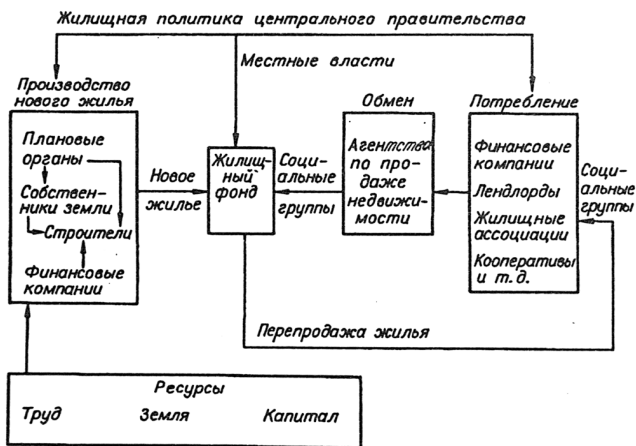 Жилищная политика центрального правительства
Местные власти
Производство
нового жилья
Плановые
органы
Собствен-
ники земли
Строители
Финансовые
компании
Новое
жилье
Жилищ-
ный
фонд
Социа-
льные
группы
Обмен
Агентства
по про-
даже
недвижи-
мости
Потребление
Финансовые
компании
Лендлорды
Жилищные
ассоциации
Кооперативы
и т.д.
Соци-
альные
группы
Перепродажа жилья
Ресурсы
Труд Земля Капитал